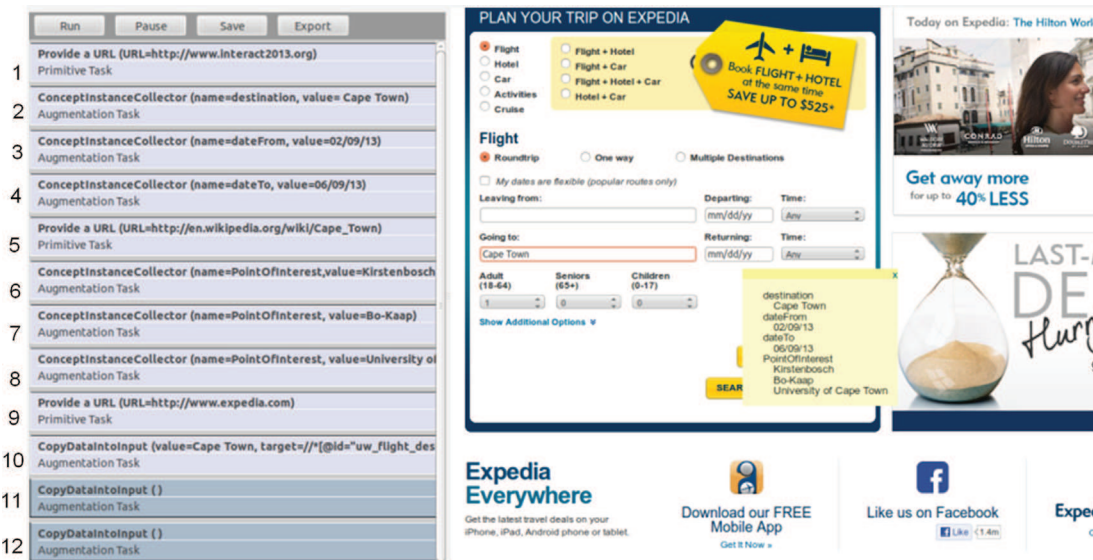 Run Pause Save Export
1 Provide a URL (URL=http://www.interact2013.org)
Primitive Task
2 ConceptInstanceCollector (name=destination, value= Cape Town)
Augmentation Task
3 ConceptInstanceCollector (name=dateFrom, value=02/09/13)
Augmentation Task
4 ConceptInstanceCollector (name=dateTo, value=06/09/13)
Augmentation Task
5 Provide a URL (URL=http://en.wikipedia.org/wiki/Cape_Town)
Primitive Task
6 ConceptInstanceCollector (name=PointOfInterest,value=Kirstenbosch
Augmentation Task
7 ConceptInstanceCollector (name=PointOfInterest, value=Bo-Kaap)
Augmentation Task
8 ConceptInstanceCollector (name=PointOfInterest, value=University of
Augmentation Task
9 Provide a URL (URL=http://www.expedia.com)
Primitive Task
10 CopyDataIntoInput (value=Cape Town, target=//*[@id="uw_flight_des
Augmentation Task
11 CopyDataIntoInput ( )
Augmentation Task
12 CopyDataIntoInput ( )
Augmentation Task
PLAN YOUR TRIP ON EXPEDIA
Flight
Hotel
Car
Activities
Cruise
Flight + Hotel
Flight + Car
Flight + Hotel + Car
Hotel + Car
Book FLIGHT+HOTEL
at the same time
SAVE UP TO $525*
Flight
Roundtrip One way Multiple Destinations
My dates are flexible (popular routes only)
Leaving from: Departing: Time:
mm/dd/yy Any
Going to: Returning: Time:
Cape Town mm/dd/yy Any
Adult Seniors Children
(18-64) (65+) (0-17)
1 0 0
Show Additional Options
SEAR
x
destination
Cape Town
dateFrom
02/09/13
dateTo
06/09/13
PointOfInterest
Kirstenbosch
Bo-Kaap
University of Cape Town
Today on Expedia: The Hilton Worl
CONRAD Hilton
Get away more
for up to 40% LESS
LAST-
DE
Hurr
Expedia
Everywhere
Get the latest travel deals on your
iPhone, iPad, Android phone or tablet.
Download our FREE
Mobile App
Get It Now »
Like us on Facebook
Like 1.4m
Expe